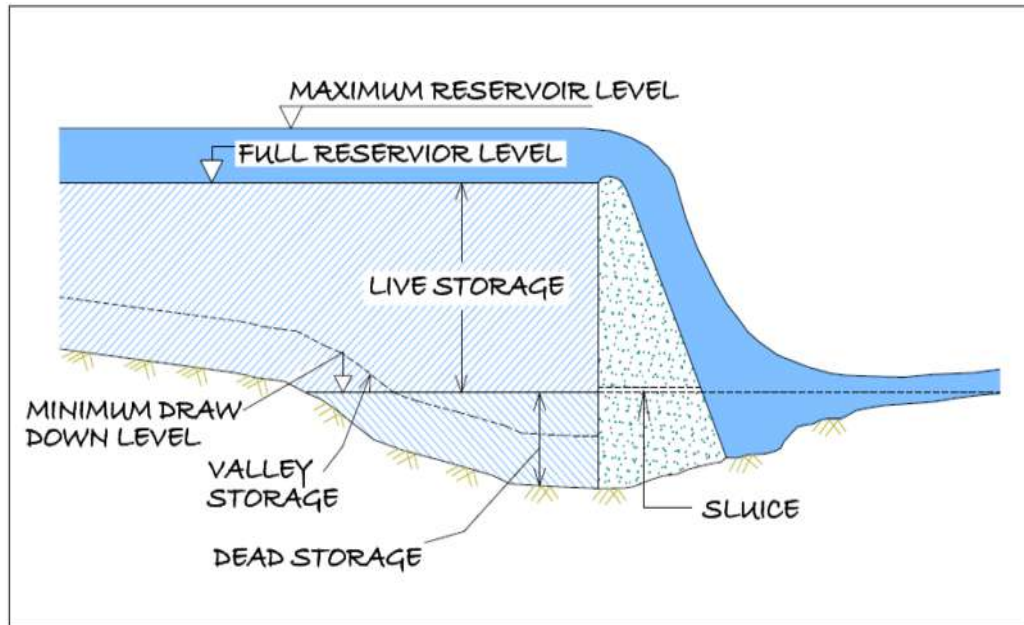 MAXIMUM RESERVOIR LEVEL
FULL RESERVIOR LEVEL
LIVE STORAGE
MINIMUM DRAW
DOWN LEVEL
VALLEY
STORAGE
SLUICE
DEAD STORAGE